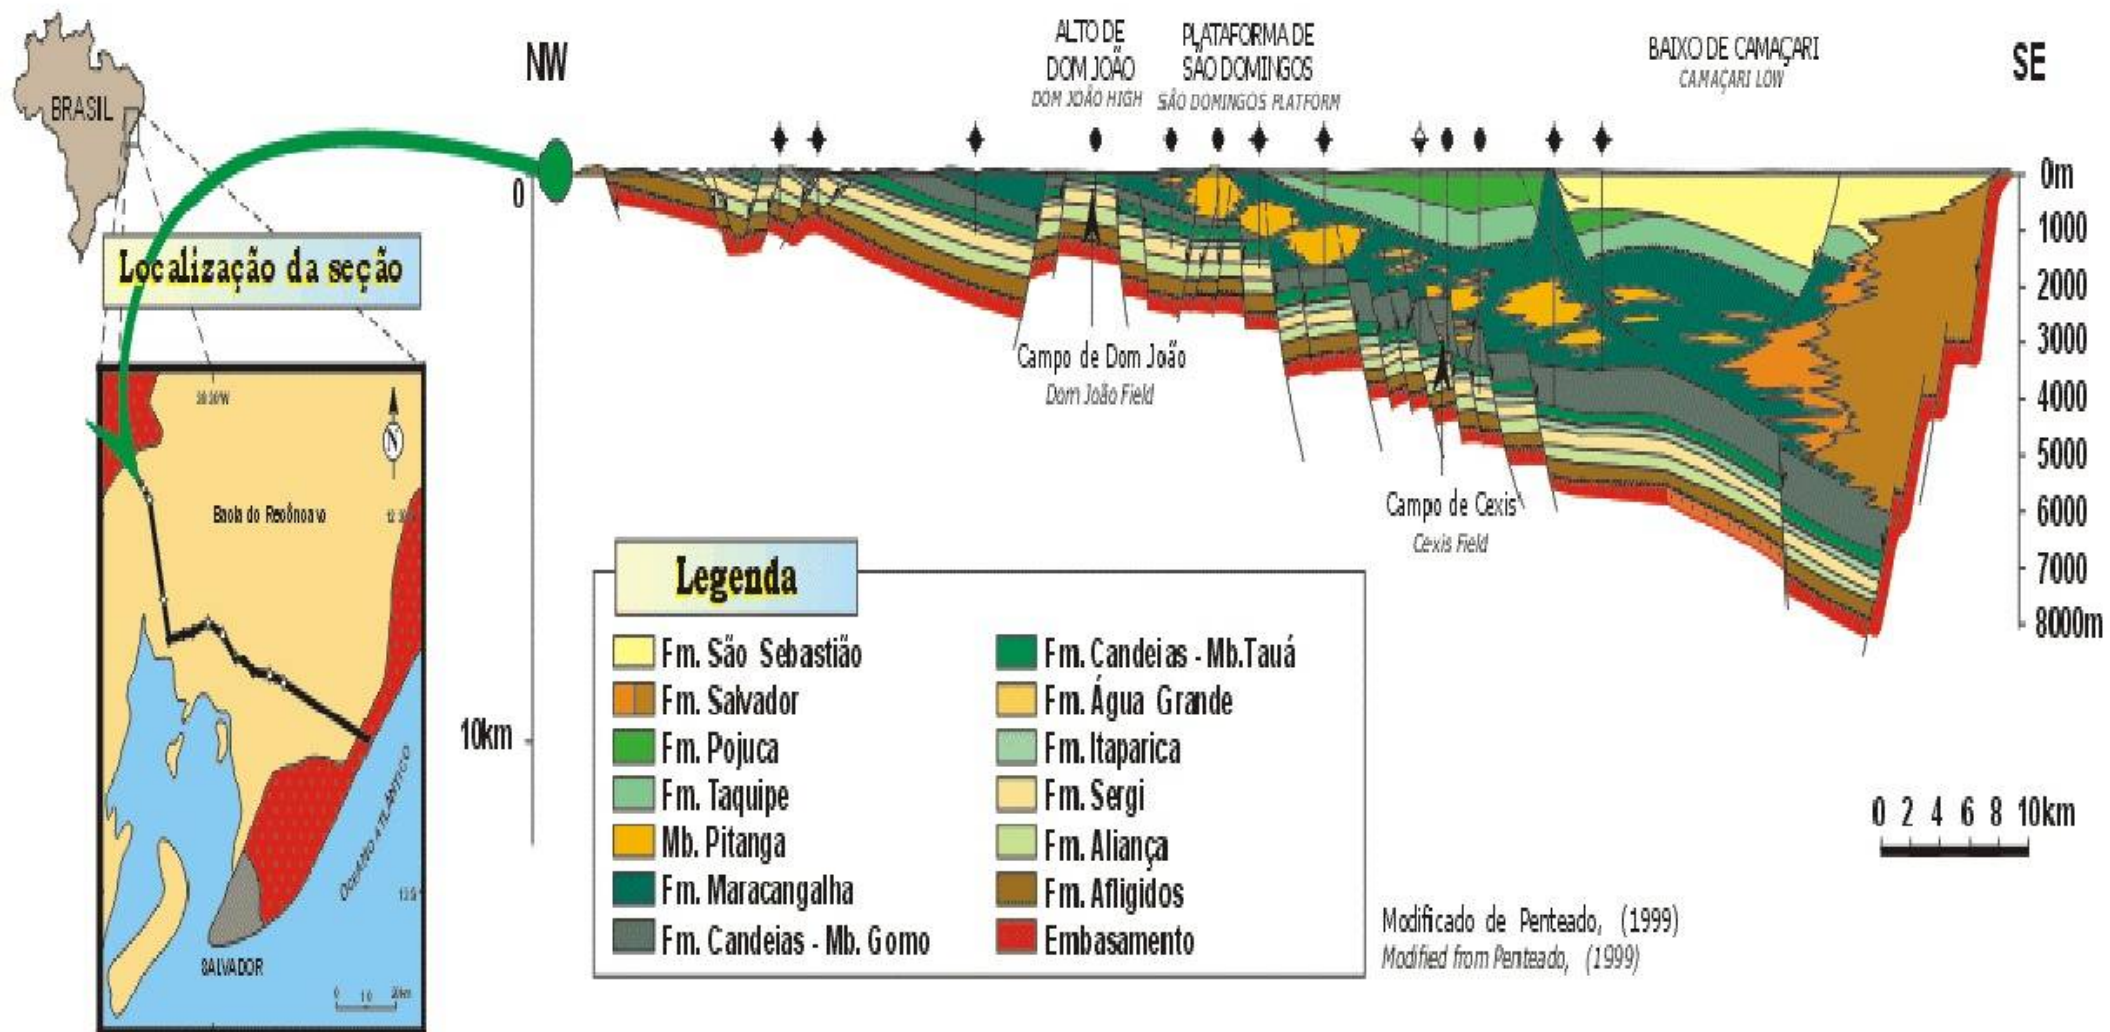 BRASIL
Localização da seção
NW
ALTO DE
DOM JOÃO
DOM JOÃO HIGH
PLATAFORMA DE
SÃO DOMINGOS
SÃO DOMINGOS PLATFORM
BAIXO DE CAMAÇARI
CAMAÇARI LOW
SE
0
10km
0m
1000
2000
3000
4000
5000
6000
7000
8000m
Campo de Dom João
Dom João Field
Campo de Cexis
Cexis Field
N
OCEANO ATLÂNTICO
SALVADOR
0 10 20km
Legenda
Fm. São Sebastião
Fm. Salvador
Fm. Pojuca
Fm. Taquipe
Mb. Pitanga
Fm. Maracangalha
Fm. Candeias - Mb. Gomo
Fm. Candeias - Mb.Tauá
Fm. Água Grande
Fm. Itaparica
Fm. Sergi
Fm. Aliança
Fm. Afligidos
Embasamento
0 2 4 6 8 10km
Modificado de Penteado, (1999)
Modified from Penteado, (1999)